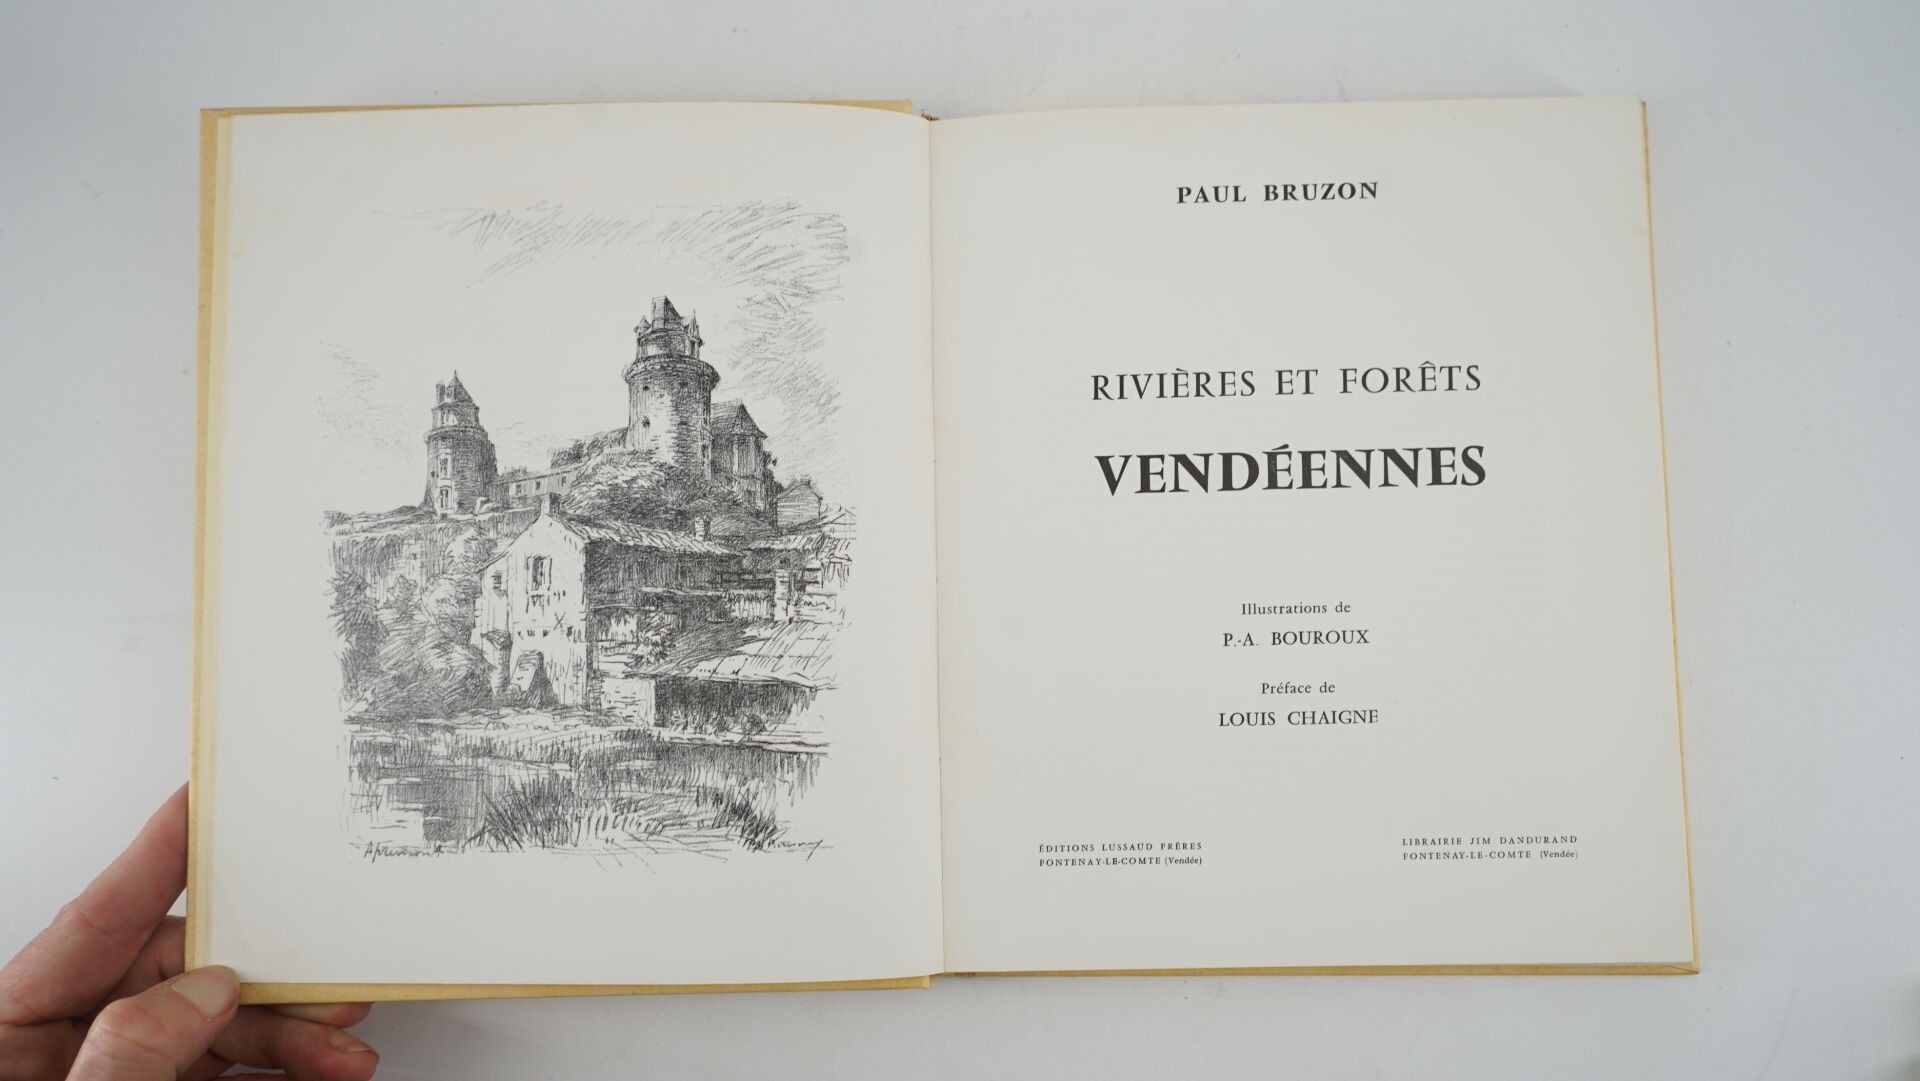 Apremont
PAUL BRUZON
RIVIÈRES ET FORÊTS
VENDÉENNES
Illustrations de
P.-A. BOUROUX
Préface de
LOUIS CHAIGNE
ÉDITIONS LUSSAUD FRÈRES
FONTENAY-LE-COMTE (Vendée)
LIBRAIRIE JIM DANDURAND
FONTENAY-LE-COMTE (Vendée)